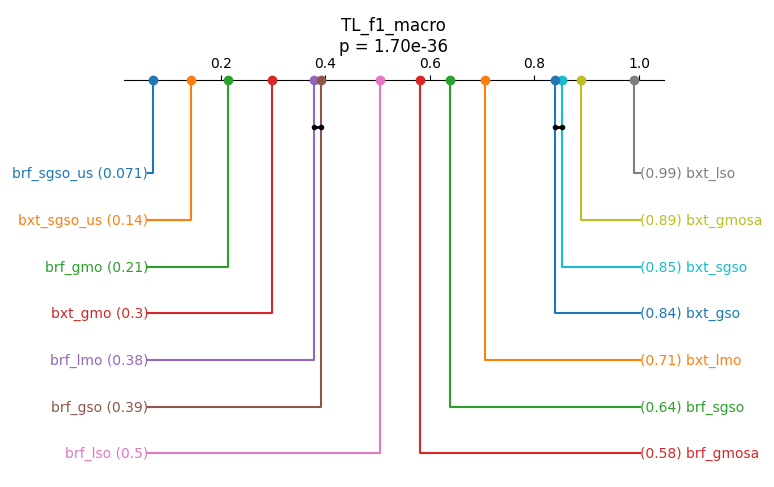 TL_f1_macro
p = 1.70e-36
0.2 0.4 0.6 0.8 1.0
brf_sgso_us (0.071)
(0.99) bxt_lso
bxt_sgso_us (0.14)
(0.89) bxt_gmosa
brf_gmo (0.21)
(0.85) bxt_sgso
bxt_gmo (0.3)
(0.84) bxt_gso
brf_lmo (0.38)
(0.71) bxt_lmo
brf_gso (0.39)
(0.64) brf_sgso
brf_lso (0.5)
(0.58) brf_gmosa